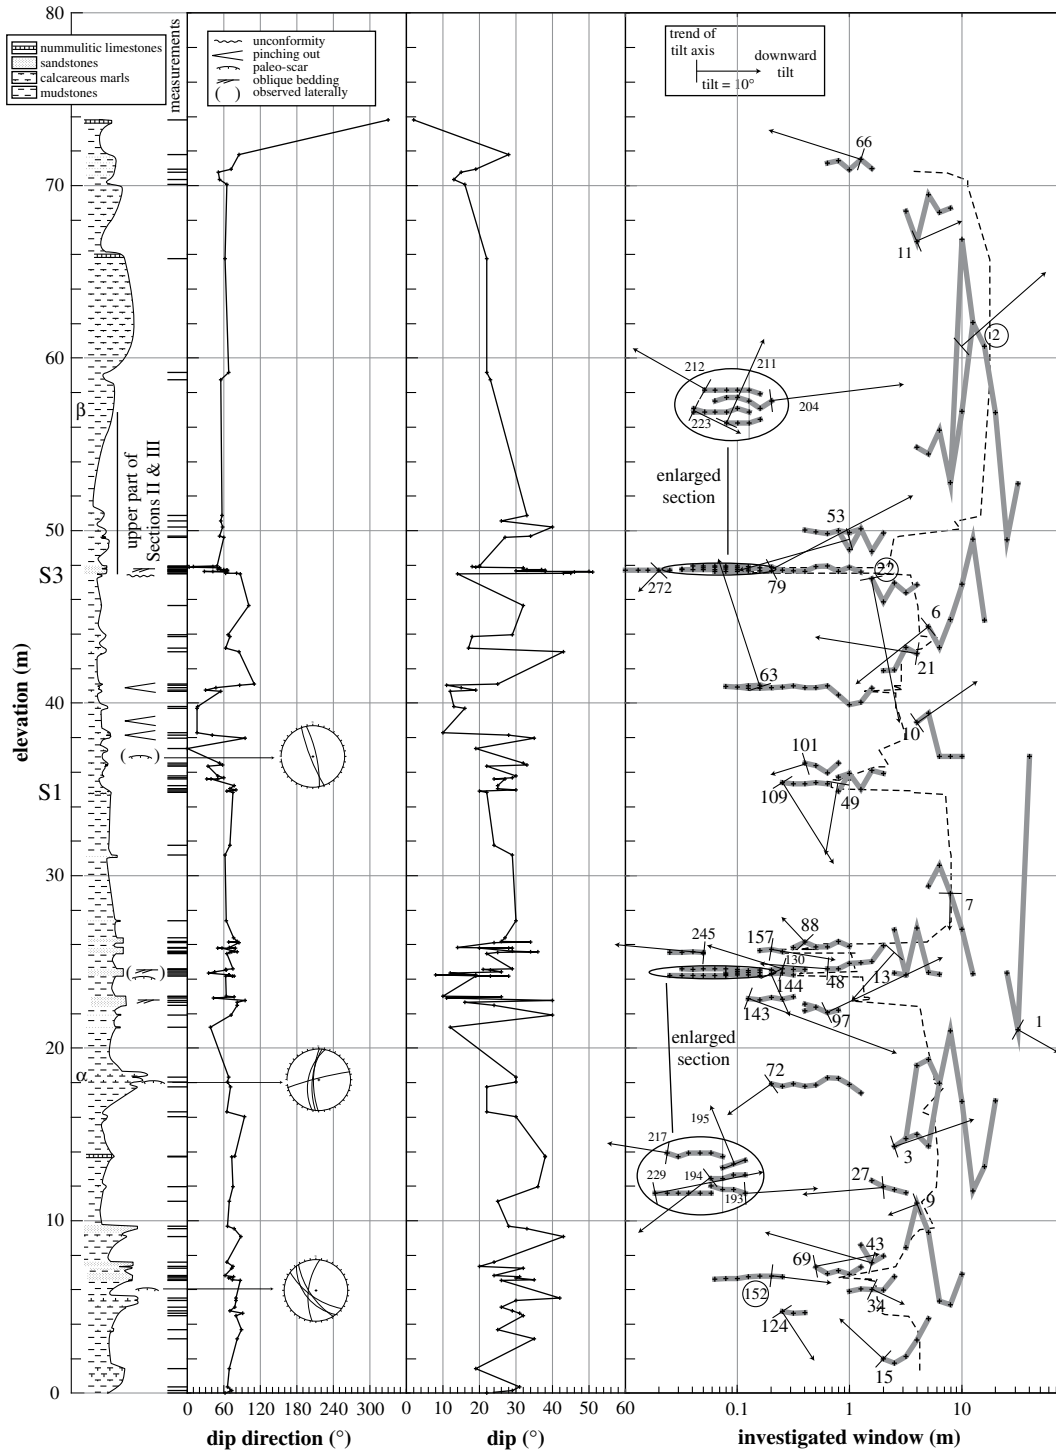 80
70
60
50
40
30
20
10
0
elevation (m)
S3
S1
β
α
nummulitic limestones
sandstones
calcareous marls
mudstones
measurements
unconformity
pinching out
paleo-scar
oblique bedding
( ) observed laterally
upper part of
Sections II & III
( )
( )
trend of
tilt axis
downward
tilt
tilt = 10°
66
11
2
212
211
204
223
enlarged
section
53
272
79
22
6
21
63
10
101
109
49
7
88
245
157
130
144
48
13
143
97
1
enlarged
section
72
195
217
194
229
193
3
27
9
43
69
152
34
124
15
0 60 120 180 240 300
dip direction (°)
0 10 20 30 40 50 60
dip (°)
0.1 1 10
investigated window (m)